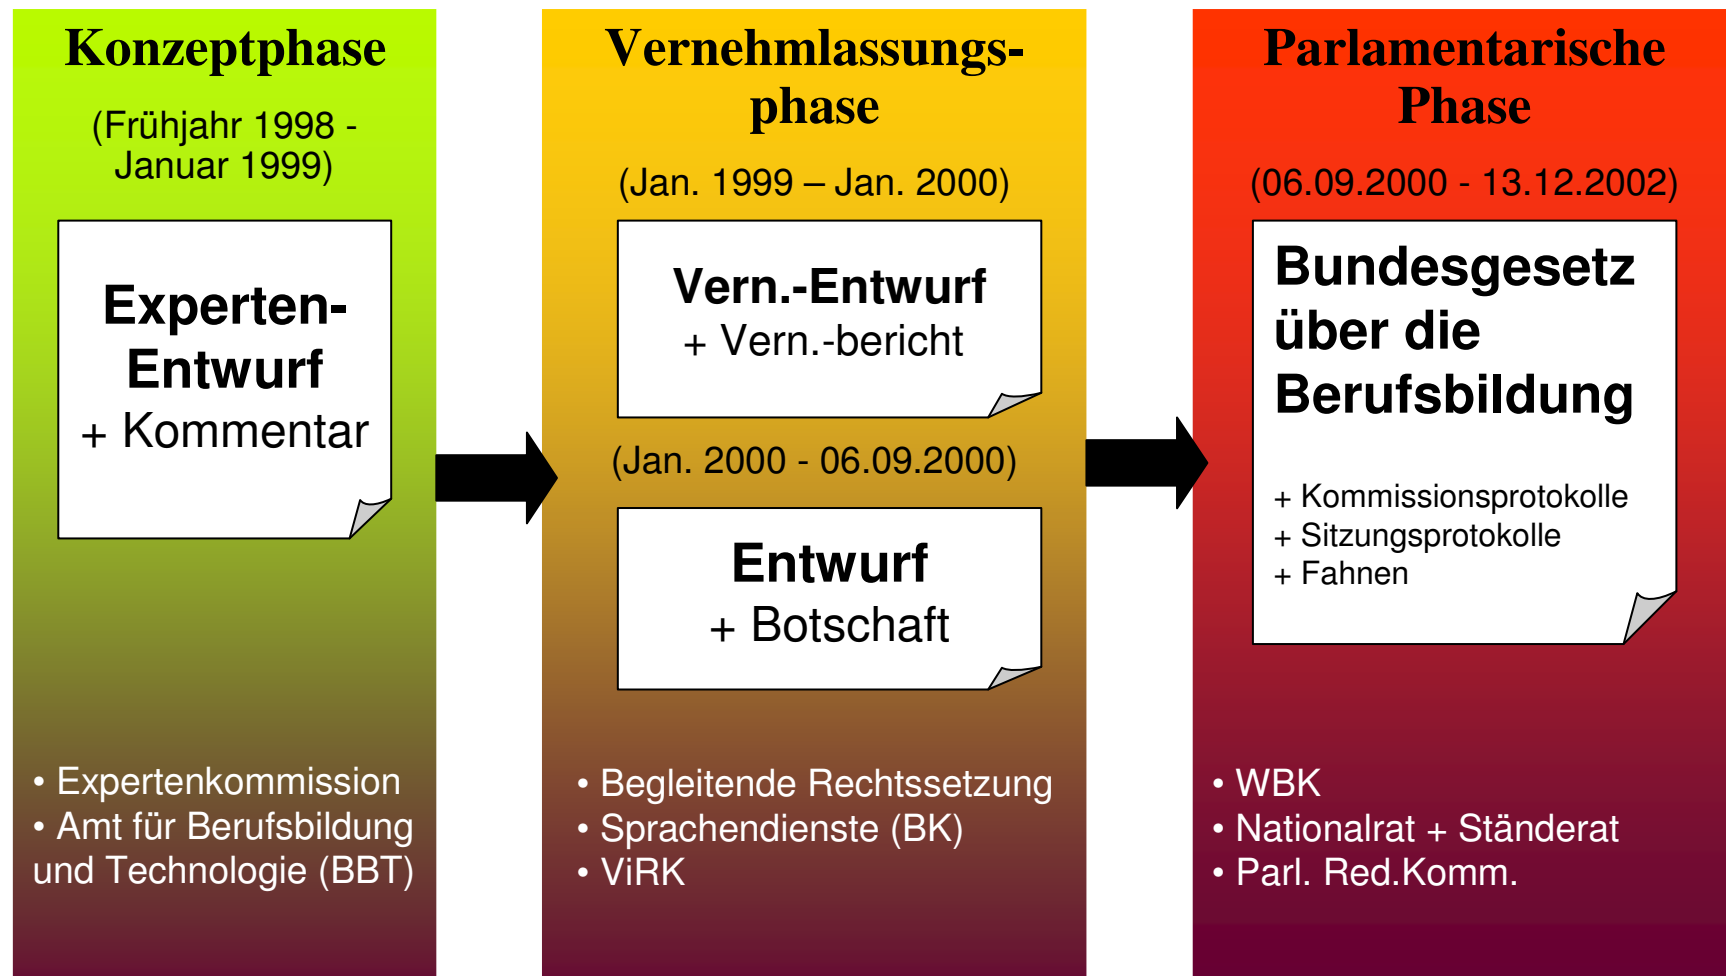 Konzeptphase
(Frühjahr 1998 -
Januar 1999)
Experten-
Entwurf
+ Kommentar
• Expertenkommission
• Amt für Berufsbildung
und Technologie (BBT)
Vernehmlassungs-
phase
(Jan. 1999 – Jan. 2000)
Vern.-Entwurf
+ Vern.-bericht
(Jan. 2000 - 06.09.2000)
Entwurf
+ Botschaft
• Begleitende Rechtssetzung
• Sprachendienste (BK)
• ViRK
Parlamentarische
Phase
(06.09.2000 - 13.12.2002)
Bundesgesetz
über die
Berufsbildung
+ Kommissionsprotokolle
+ Sitzungsprotokolle
+ Fahnen
• WBK
• Nationalrat + Ständerat
• Parl. Red.Komm.